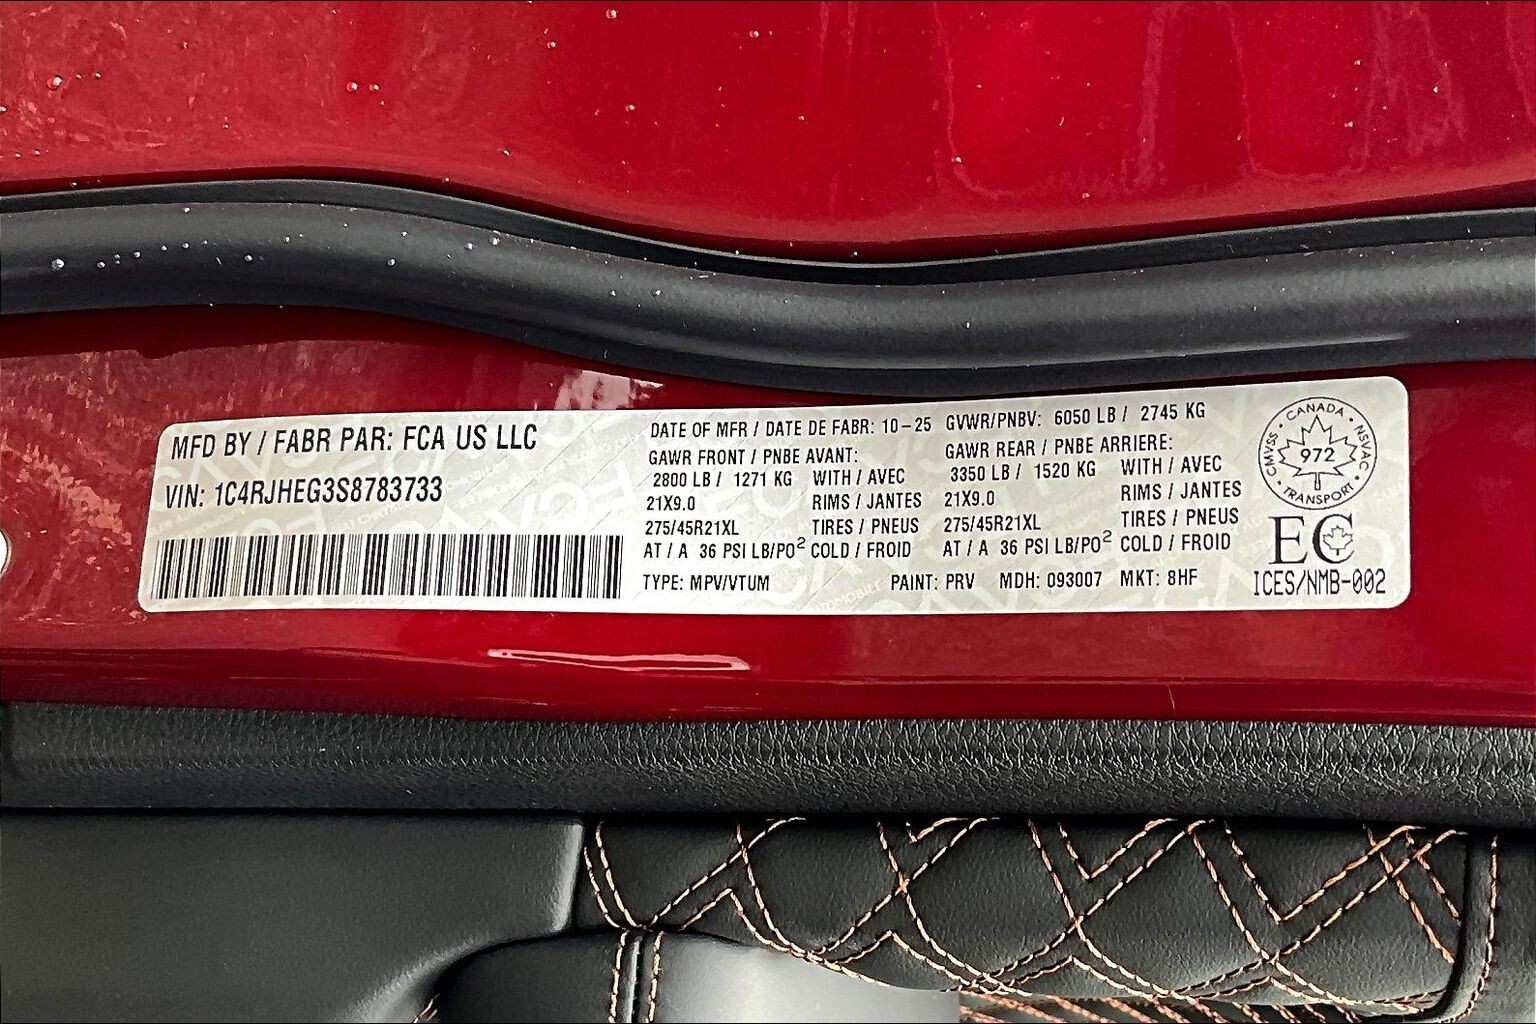 MFD BY / FABR PAR: FCA US LLC
VIN: 1C4RJHEG3S8783733
DATE OF MFR / DATE DE FABR: 10-25 GVWR/PNBV: 6050 LB / 2745 KG
GAWR FRONT / PNBE AVANT: GAWR REAR / PNBE ARRIERE:
2800 LB / 1271 KG WITH / AVEC 3350 LB / 1520 KG WITH / AVEC
21X9.0 RIMS / JANTES 21X9.0 RIMS / JANTES
275/45R21XL TIRES / PNEUS 275/45R21XL TIRES / PNEUS
AT / A 36 PSI LB/PO² COLD / FROID AT / A 36 PSI LB/PO² COLD / FROID
TYPE: MPV/VTUM PAINT: PRV MDH: 093007 MKT: 8HF
CANADA
CMVSS 972 NSVAC
TRANSPORT
EC
ICES/NMB-002